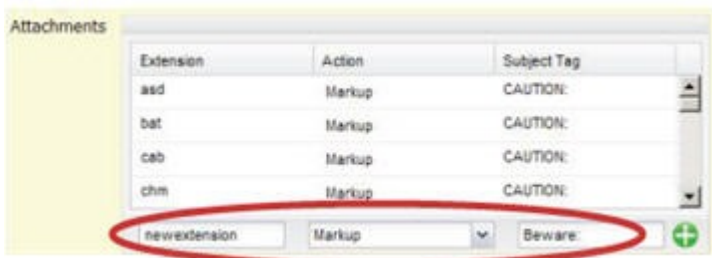 Attachments
Extension Action Subject Tag
asd Markup CAUTION:
bat Markup CAUTION:
cab Markup CAUTION:
chm Markup CAUTION:
newextension Markup Beware: